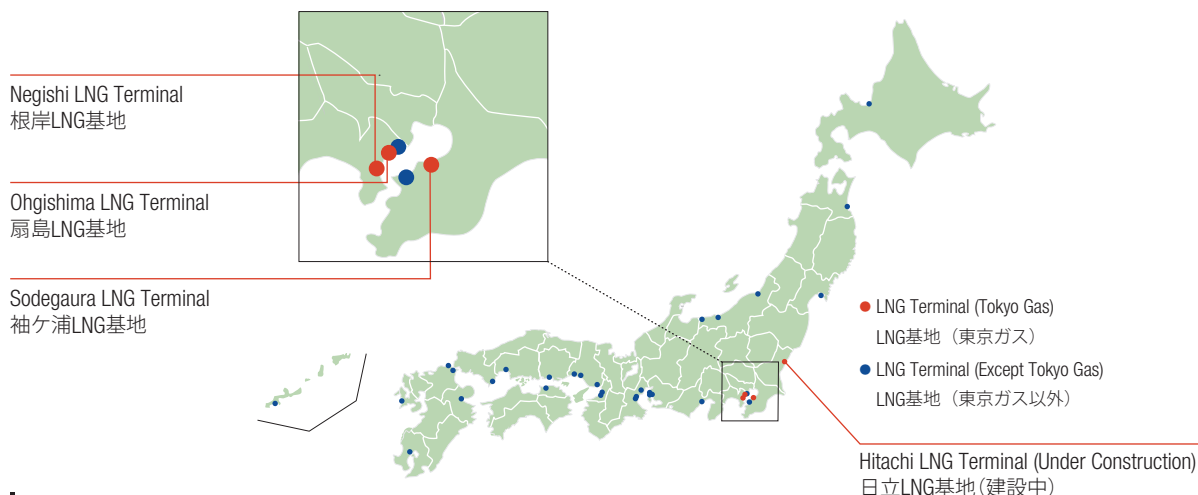 Negishi LNG Terminal
根岸LNG基地
Ohgishima LNG Terminal
扇島LNG基地
Sodegaura LNG Terminal
袖ケ浦LNG基地
LNG Terminal (Tokyo Gas)
LNG基地（東京ガス）
LNG Terminal (Except Tokyo Gas)
LNG基地（東京ガス以外）
Hitachi LNG Terminal (Under Construction)
日立LNG基地（建設中）